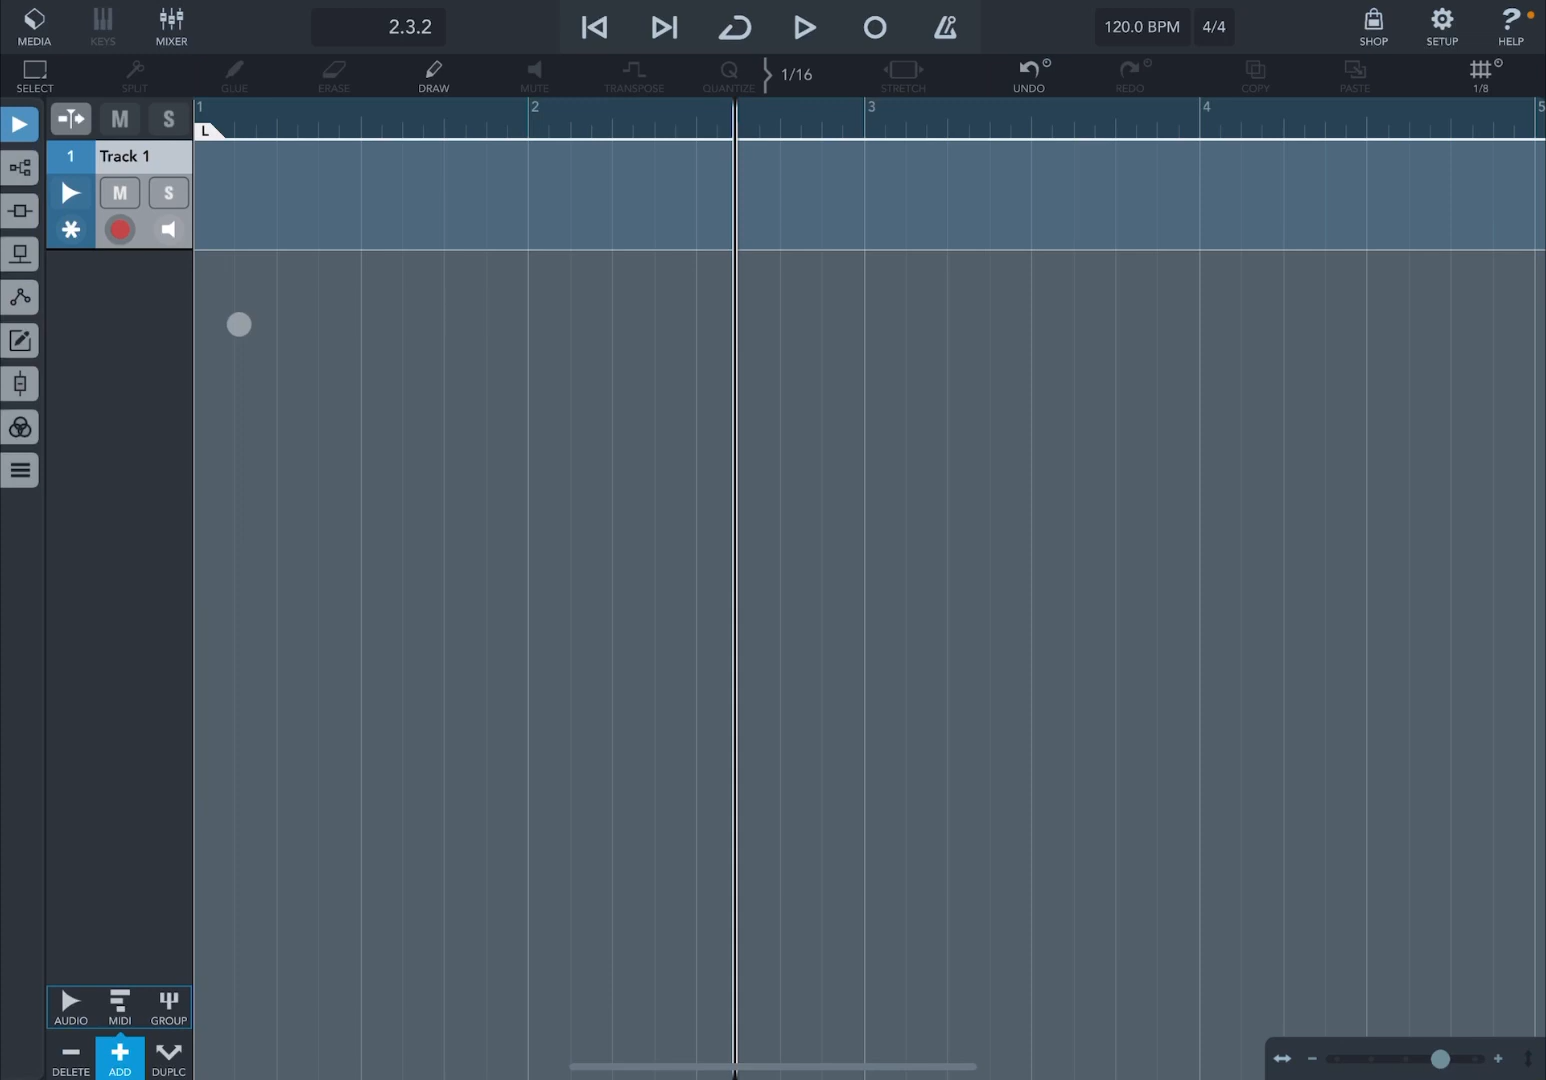 MEDIA KEYS MIXER 2.3.2 120.0 BPM 4/4 SHOP SETUP ? HELP
SELECT SPLIT GLUE ERASE DRAW MUTE TRANSPOSE QUANTIZE 1/16 STRETCH UNDO REDO COPY PASTE 1/8
M S 1 2 3 4 5
L
1 Track 1
M S
AUDIO MIDI GROUP
DELETE ADD DUPLC